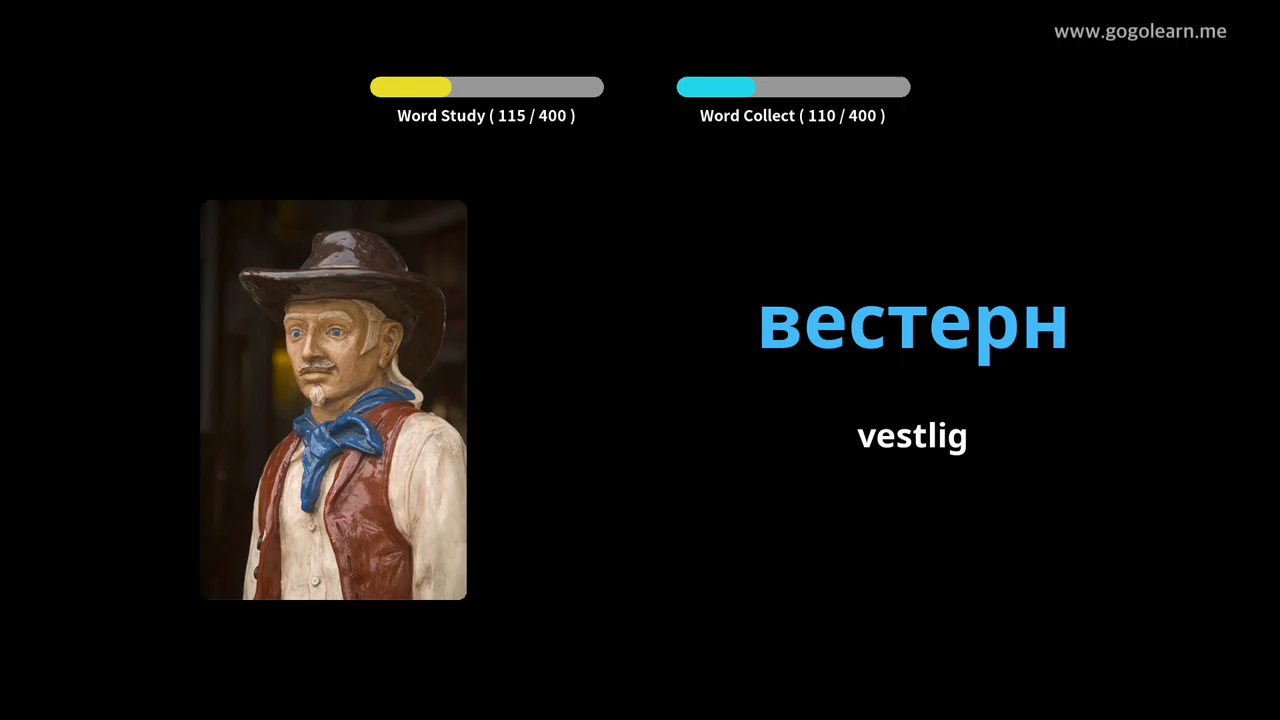 www.gogolearn.me
Word Study ( 115 / 400 )
Word Collect ( 110 / 400 )
вестерн
vestlig